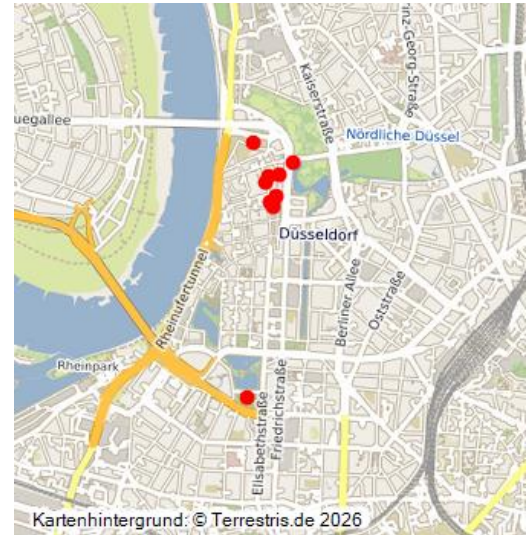 Prinz-Georg-Straße
Kaiserstraße
uegallee
Nördliche Düssel
Düsseldorf
Rheinufertunnel
Berliner Allee
Oststraße
Rheinpark
Elisabethstraße
Friedrichstraße
Kartenhintergrund: © Terrestris.de 2026